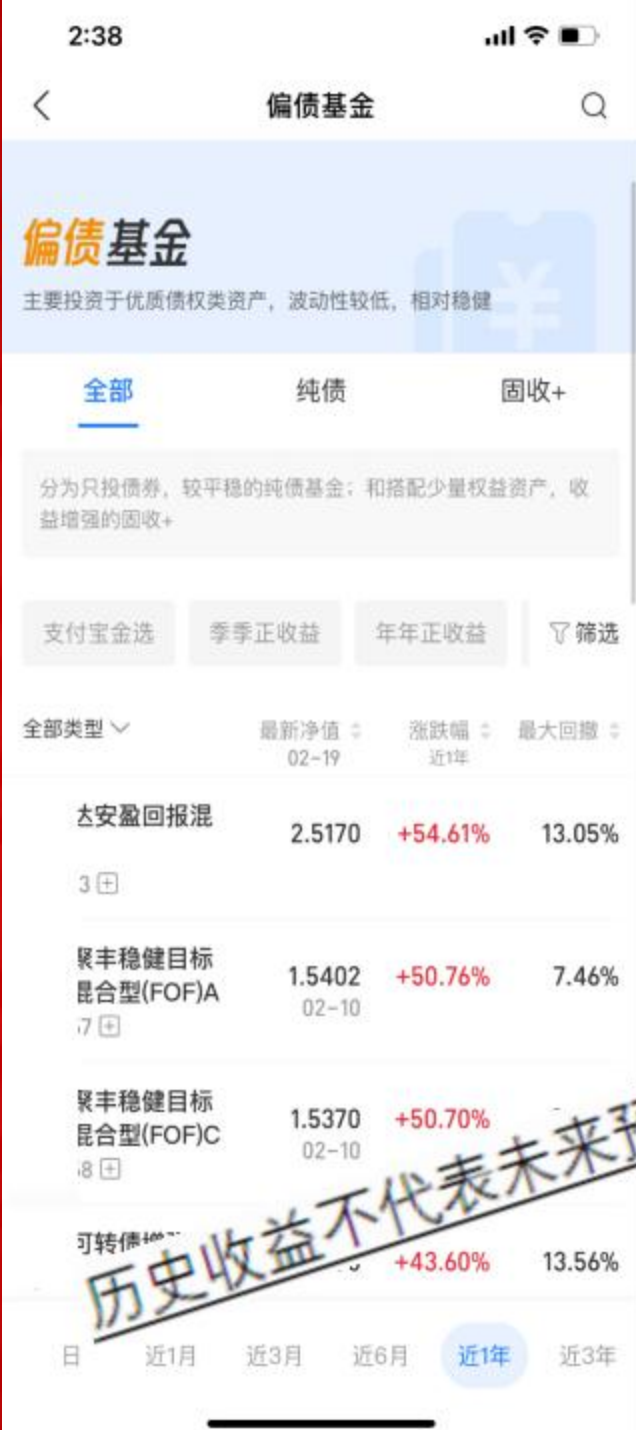 2:38
偏债基金
偏债基金
主要投资于优质债权类资产，波动性较低，相对稳健
全部 纯债 固收+
分为只投债券，较平稳的纯债基金；和搭配少量权益资产，收
益增强的固收+
支付宝金选 季季正收益 年年正收益 筛选
全部类型 最新净值 涨跌幅 最大回撤
02-19 近1年
达安盈回报混
2.5170 +54.61% 13.05%
3
聚丰稳健目标
1.5402 +50.76% 7.46%
混合型(FOF)A
02-10
57
聚丰稳健目标
1.5370 +50.70%
混合型(FOF)C
02-10
58
可转债增
+43.60% 13.56%
历史收益不代表未来预
日 近1月 近3月 近6月 近1年 近3年